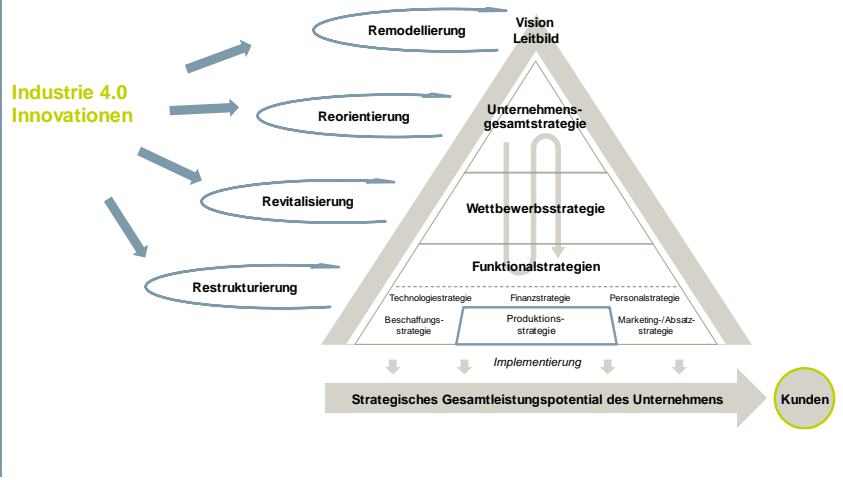 Industrie 4.0
Innovationen
Remodellierung
Reorientierung
Revitalisierung
Restrukturierung
Vision
Leitbild
Unternehmens-
gesamtstrategie
Wettbewerbsstrategie
Funktionalstrategien
Technologiestrategie
Finanzstrategie
Personalstrategie
Beschaffungs-
strategie
Produktions-
strategie
Marketing-/Absatz-
strategie
Implementierung
Strategisches Gesamtleistungspotential des Unternehmens
Kunden